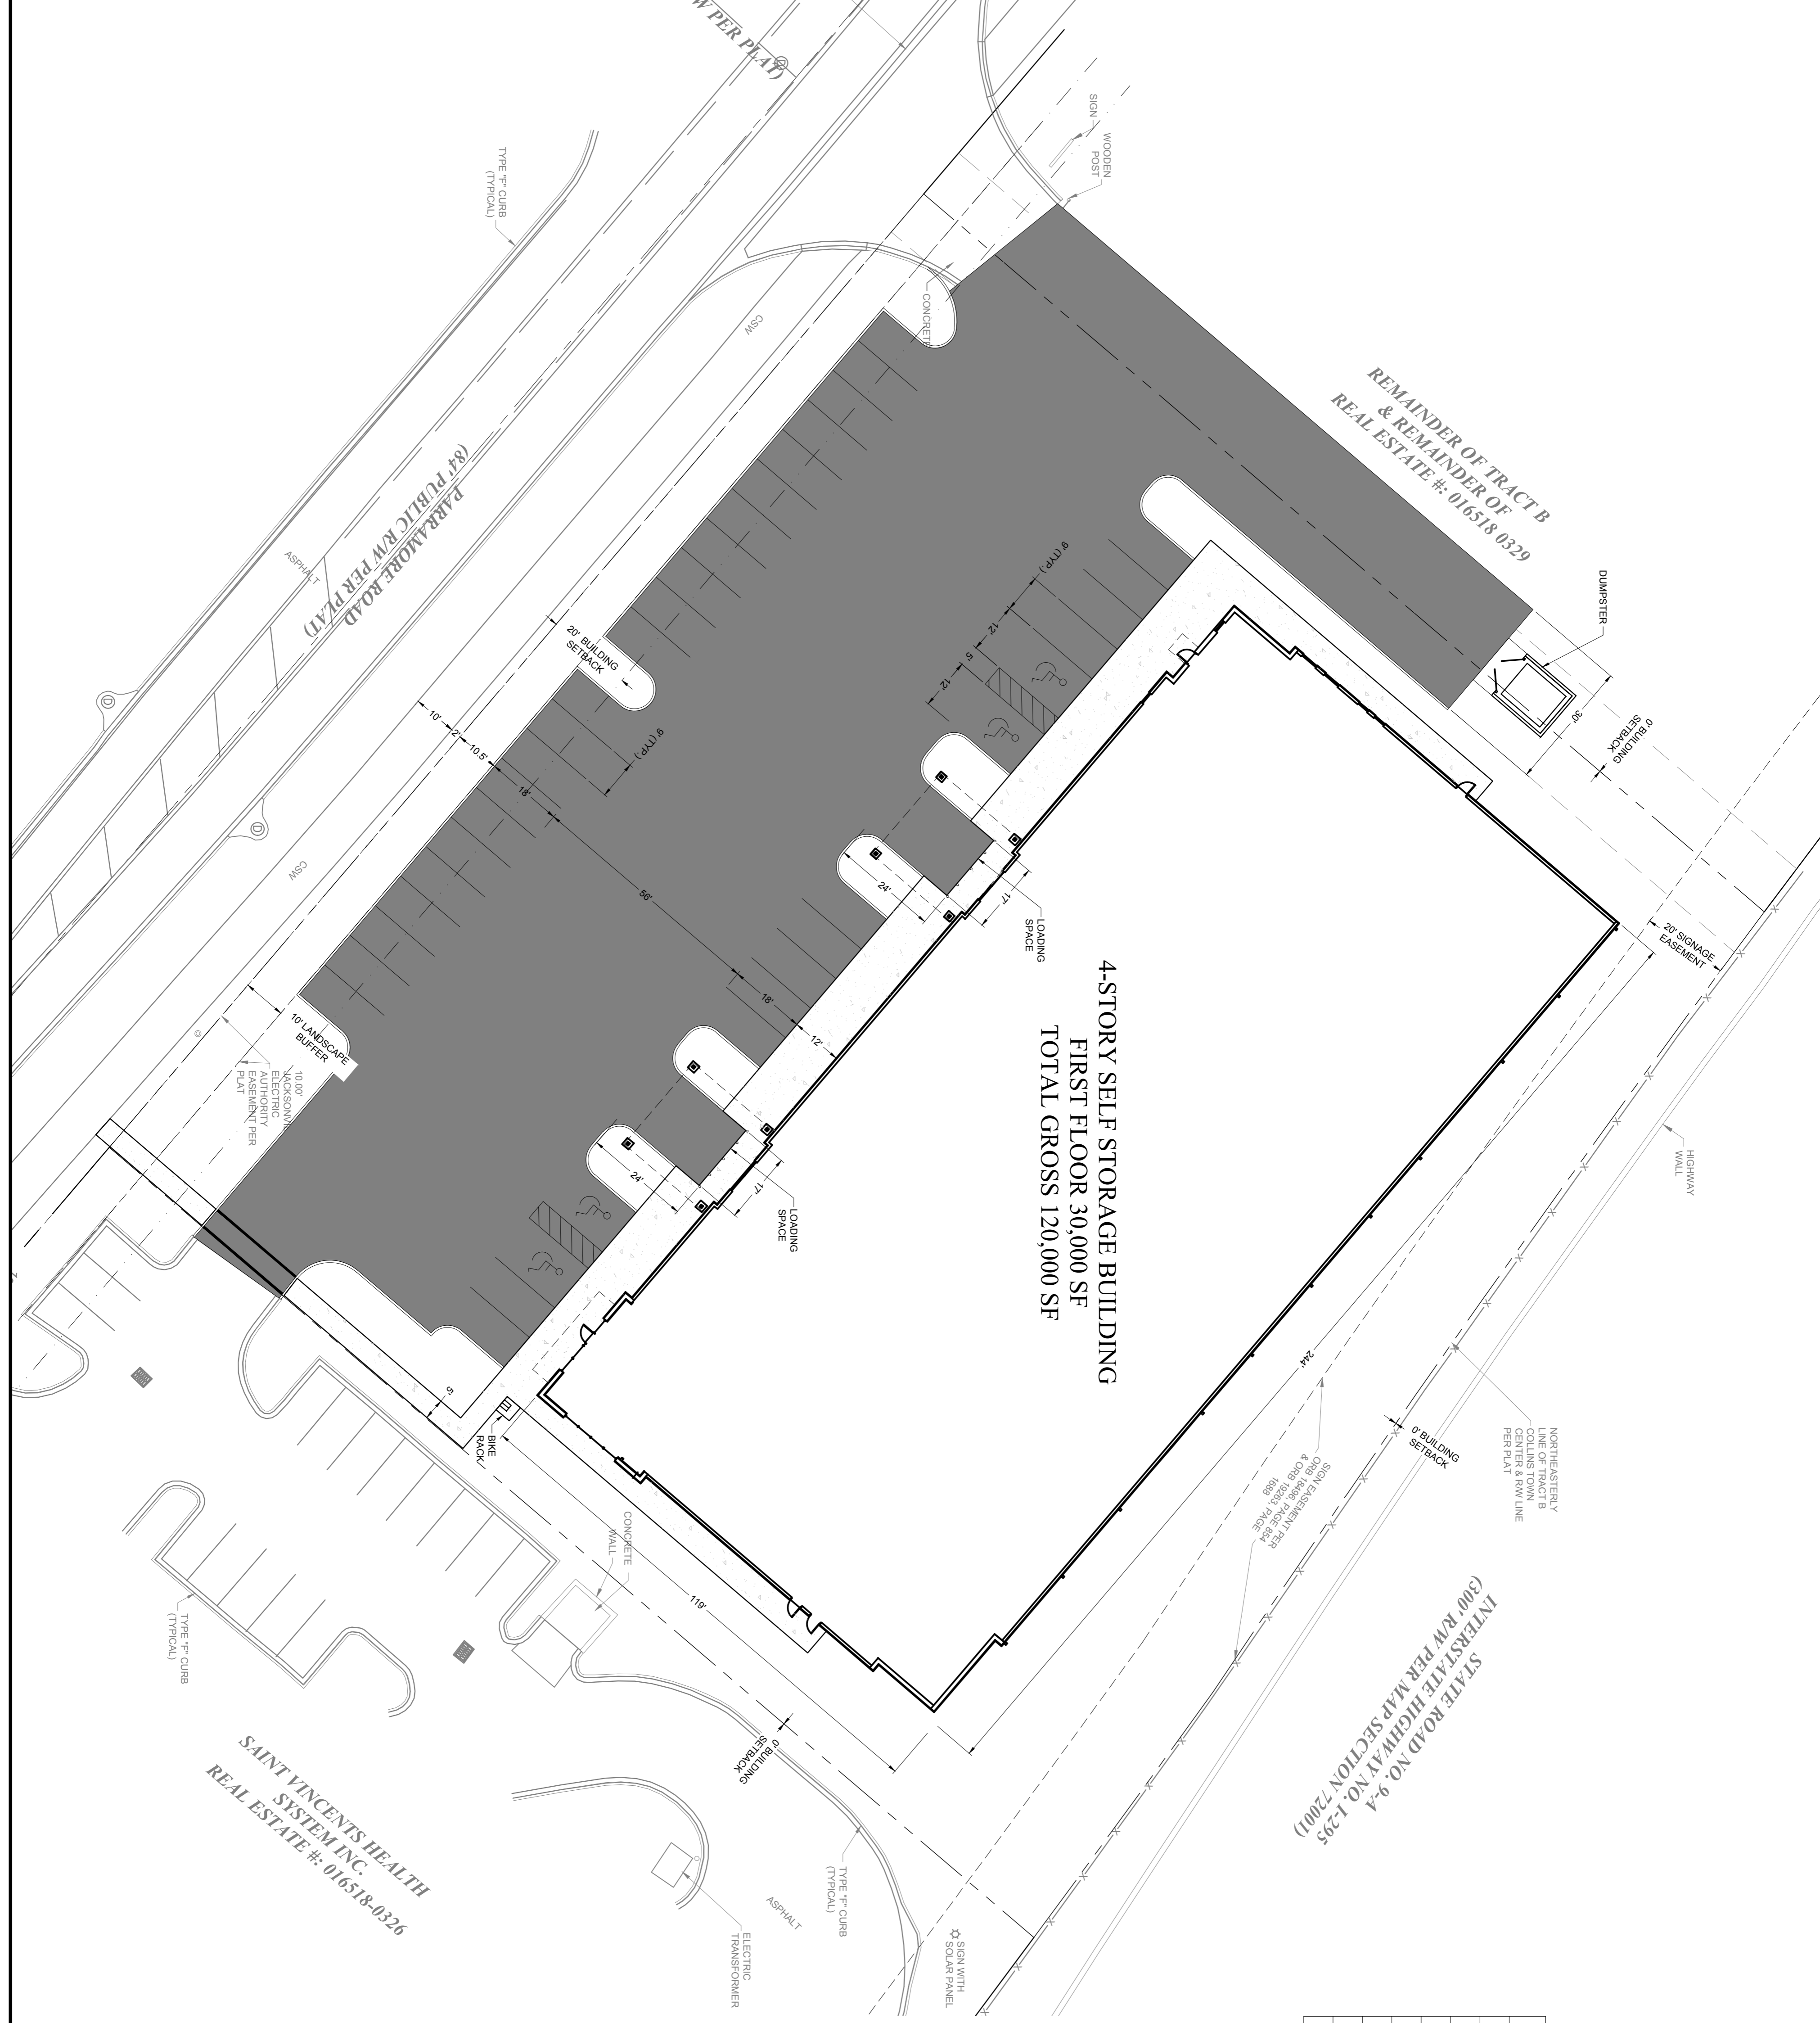 W PER PLAT)
TYPE "F" CURB
(TYPICAL)
SIGN
WOODEN
POST
CONCRETE
CSW
REMAINDER OF TRACT B
& REMAINDER OF
REAL ESTATE #: 016518 0329
DUMPSTER
30'
0' BUILDING
SETBACK
PARRAMORE ROAD
(84' PUBLIC R/W PER PLAT)
ASPHALT
D
D
D
20' BUILDING
SETBACK
9' (TYP.)
12'
5'
12'
9' (TYP.)
10'
2'
10.5'
18'
56'
18'
12'
24'
17'
LOADING
SPACE
20' SIGNAGE
EASEMENT
HIGHWAY
WALL
4-STORY SELF STORAGE BUILDING
FIRST FLOOR 30,000 SF
TOTAL GROSS 120,000 SF
CSW
10' LANDSCAPE
BUFFER
10.00'
JACKSONVI
ELECTRIC
AUTHORITY
EASEMENT PER
PLAT
24'
17'
LOADING
SPACE
244'
NORTHEASTERLY
LINE OF TRACT B
COLLINS TOWN
CENTER & R/W LINE
PER PLAT
0' BUILDING
SETBACK
SIGN EASEMENT PER
ORB 18496, PAGE 854
& ORB 19263, PAGE
1688
5'
BIKE
RACK
CONCRETE
WALL
119'
TYPE "F" CURB
(TYPICAL)
STATE ROAD NO. 9-A
INTERSTATE HIGHWAY NO. I-295
(300' R/W PER MAP SECTION 72001)
0' BUILDING
SETBACK
SAINT VINCENTS HEALTH
SYSTEM INC.
REAL ESTATE #: 016518-0326
TYPE "F" CURB
(TYPICAL)
ASPHALT
ELECTRIC
TRANSFORMER
SIGN WITH
SOLAR PANEL